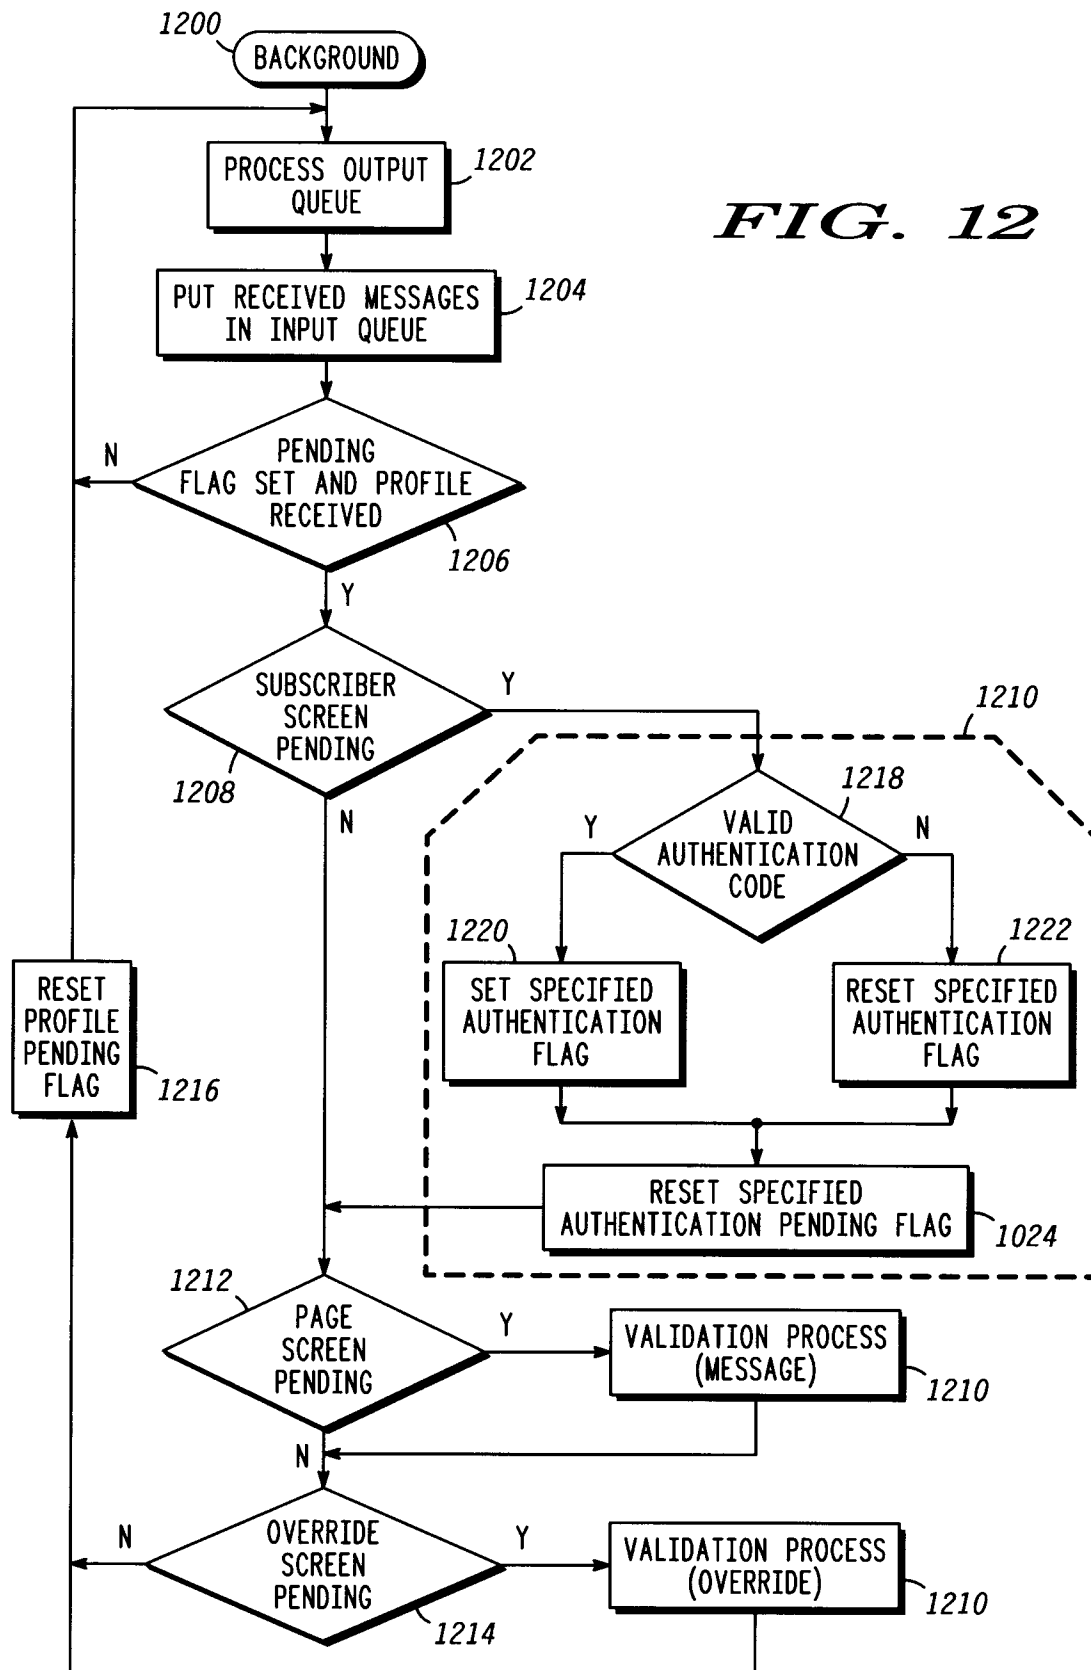 1200
BACKGROUND
PROCESS OUTPUT
QUEUE
1202
FIG. 12
PUT RECEIVED MESSAGES
IN INPUT QUEUE
1204
N
PENDING
FLAG SET AND PROFILE
RECEIVED
1206
Y
SUBSCRIBER
SCREEN
PENDING
Y
1208
N
1210
VALID
AUTHENTICATION
CODE
1218
Y
N
1220
SET SPECIFIED
AUTHENTICATION
FLAG
1222
RESET SPECIFIED
AUTHENTICATION
FLAG
RESET
PROFILE
PENDING
FLAG
1216
RESET SPECIFIED
AUTHENTICATION PENDING FLAG
1024
1212
PAGE
SCREEN
PENDING
Y
VALIDATION PROCESS
(MESSAGE)
1210
N
N
OVERRIDE
SCREEN
PENDING
Y
1214
VALIDATION PROCESS
(OVERRIDE)
1210